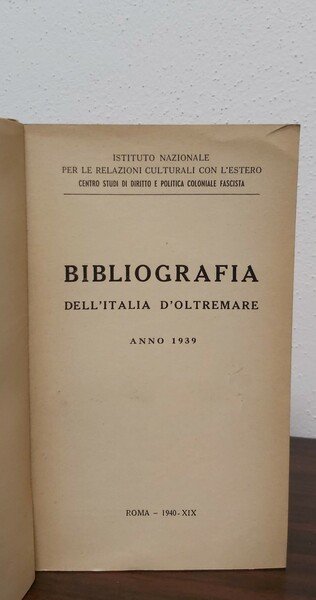 ISTITUTO NAZIONALE
PER LE RELAZIONI CULTURALI CON L'ESTERO
CENTRO STUDI DI DIRITTO E POLITICA COLONIALE FASCISTA
BIBLIOGRAFIA
DELL'ITALIA D'OLTREMARE
ANNO 1939
ROMA - 1940-XIX